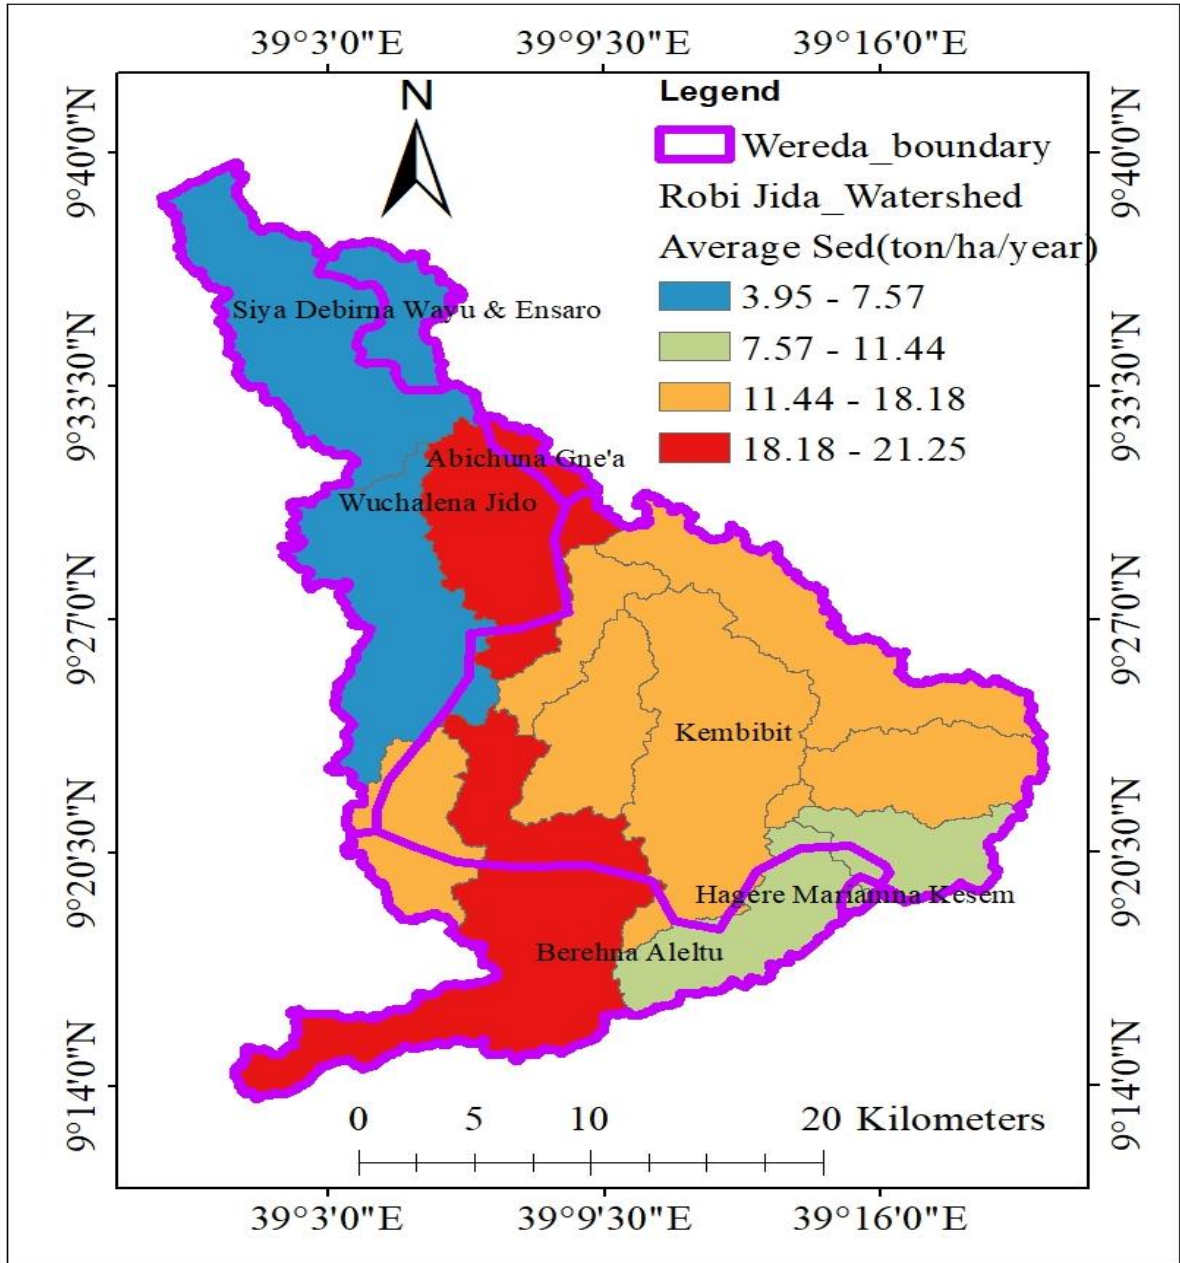 39°3'0"E 39°9'30"E 39°16'0"E
N
Legend
Wereda_boundary
Robi Jida_Watershed
Average Sed(ton/ha/year)
3.95 - 7.57
7.57 - 11.44
11.44 - 18.18
18.18 - 21.25
9°40'0"N 9°40'0"N
9°33'30"N 9°33'30"N
9°27'0"N 9°27'0"N
9°20'30"N 9°20'30"N
9°14'0"N 9°14'0"N
Siya Debirna Wayu & Ensaro
Abichuna Gne'a
Wuchalena Jido
Kembibit
Hagere Mariamna Kesem
Berehna Aleltu
0 5 10 20 Kilometers
39°3'0"E 39°9'30"E 39°16'0"E